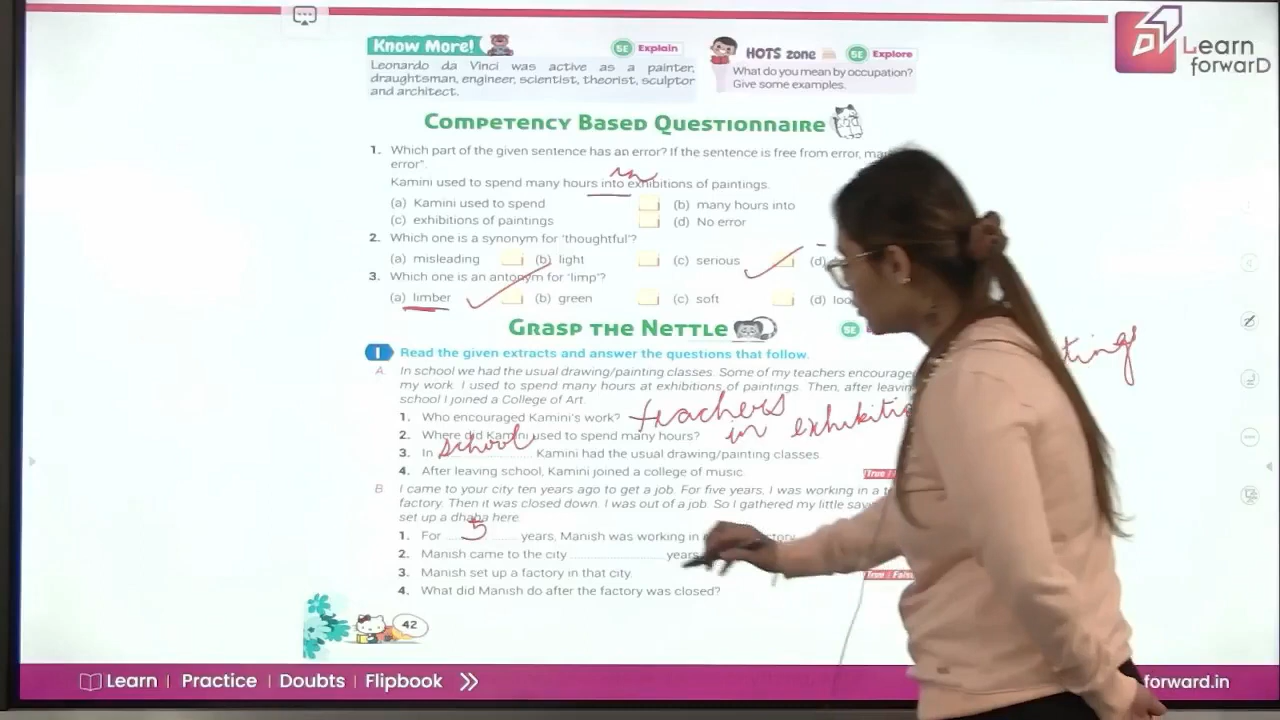 Know More!
5E Explain
Leonardo da Vinci was active as a painter,
draughtsman, engineer, scientist, theorist, sculptor
and architect.
HOTS zone
5E Explore
What do you mean by occupation?
Give some examples.
Learn
forwarD
Competency Based Questionnaire
1. Which part of the given sentence has an error? If the sentence is free from error,
error".
in
Kamini used to spend many hours into exhibitions of paintings.
(a) Kamini used to spend (b) many hours into
(c) exhibitions of paintings (d) No error
2. Which one is a synonym for 'thoughtful'?
(a) misleading (b) light (c) serious (d)
3. Which one is an antonym for 'limp'?
(a) limber (b) green (c) soft (d)
Grasp the Nettle
5E
I Read the given extracts and answer the questions that follow.
A. In school we had the usual drawing/painting classes. Some of my teachers
my work. I used to spend many hours at exhibitions of paintings. Then, after
school I joined a College of Art.
1. Who encouraged Kamini's work? teachers
2. Where did Kamini used to spend many hours? in
3. In school Kamini had the usual drawing/painting classes
4. After leaving school, Kamini joined a college of music
B I came to your city ten years ago to get a job. For five years, I was working in a
factory. Then it was closed down. I was out of a job. So I gathered my little
set up a dhaba here.
1. For 5 years, Manish was working in
2. Manish came to the city years
3. Manish set up a factory in that city.
4. What did Manish do after the factory was closed?
42
Learn | Practice | Doubts | Flipbook
forward.in